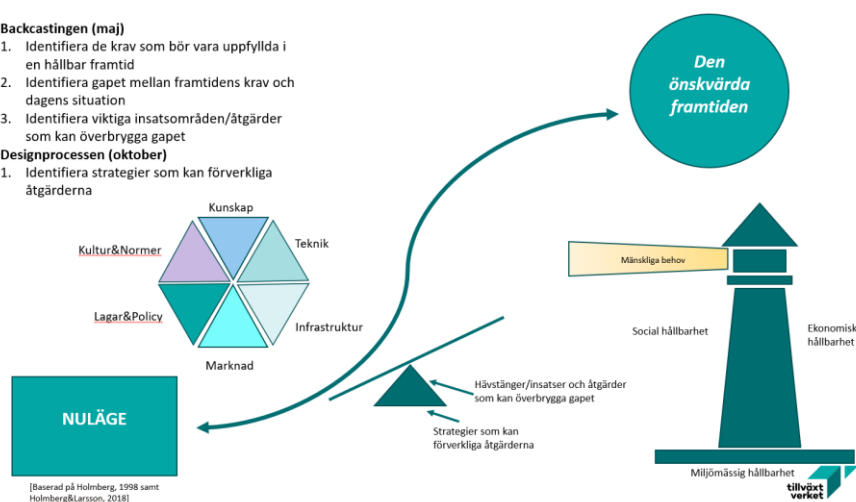 Backcastingen (maj)
1. Identifiera de krav som bör vara uppfyllda i
en hållbar framtid
2. Identifiera gapet mellan framtidens krav och
dagens situation
3. Identifiera viktiga insatsområden/åtgärder
som kan överbrygga gapet
Designprocessen (oktober)
1. Identifiera strategier som kan förverkliga
åtgärderna
Den
önskvärda
framtiden
Kunskap
Kultur&Normer
Teknik
Lagar&Policy
Infrastruktur
Marknad
Mänskliga behov
Social hållbarhet
Ekonomisk
hållbarhet
NULÄGE
Hävstänger/insatser och åtgärder
som kan överbrygga gapet
Strategier som kan
förverkliga åtgärderna
Miljömässig hållbarhet
[Baserad på Holmberg, 1998 samt
Holmberg&Larsson, 2018]
tillväxt
verket